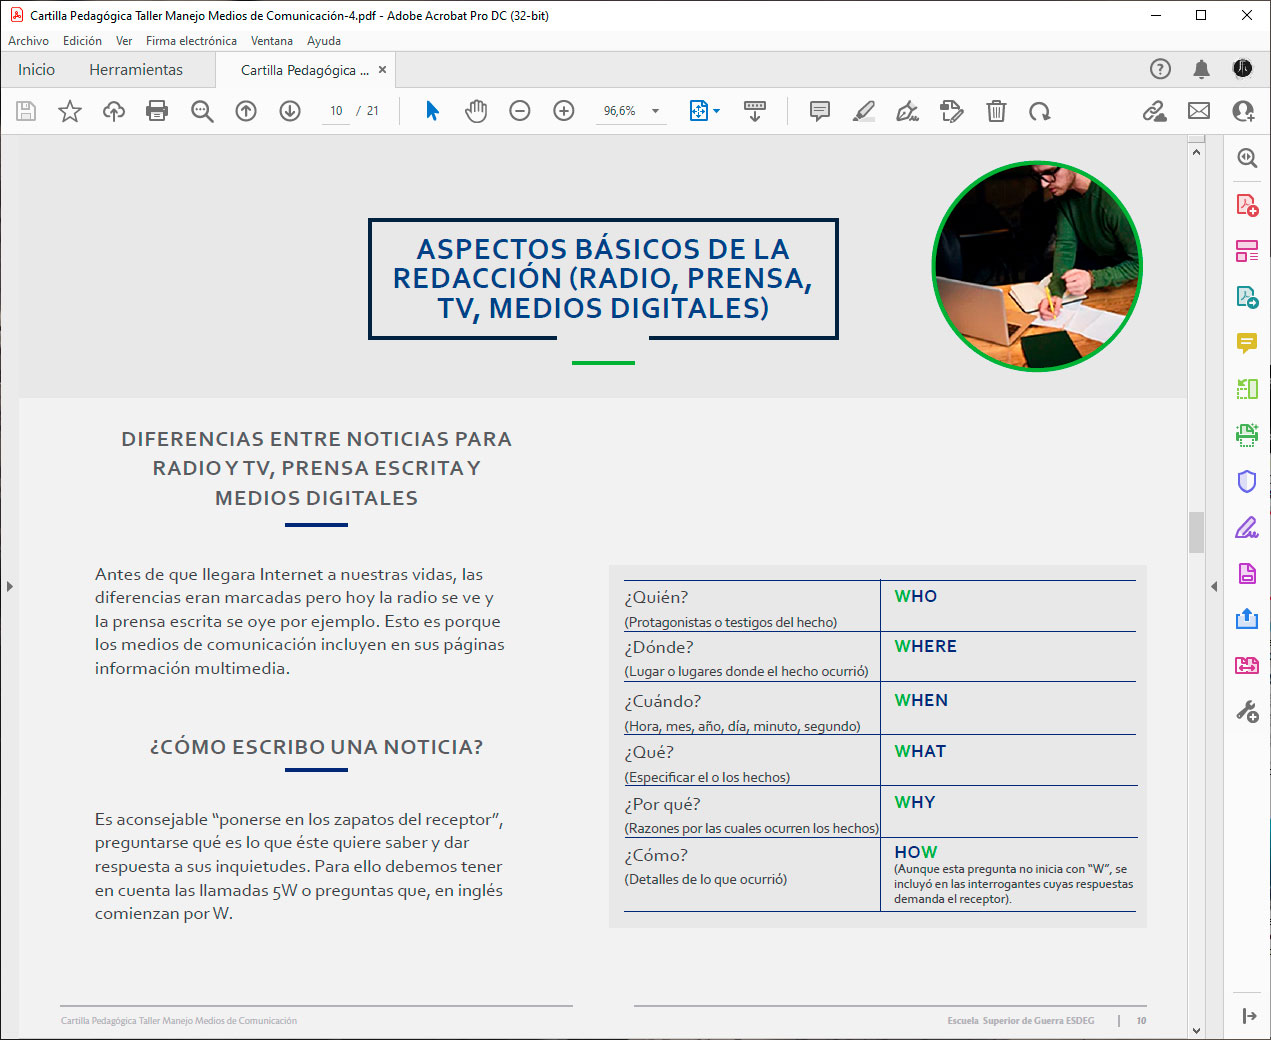 Cartilla Pedagógica Taller Manejo Medios de Comunicación-4.pdf - Adobe Acrobat Pro DC (32-bit)
Archivo Edición Ver Firma electrónica Ventana Ayuda
Inicio Herramientas Cartilla Pedagógica ... ×
10 / 21 96,6%
ASPECTOS BÁSICOS DE LA
REDACCIÓN (RADIO, PRENSA,
TV, MEDIOS DIGITALES)
DIFERENCIAS ENTRE NOTICIAS PARA
RADIO Y TV, PRENSA ESCRITA Y
MEDIOS DIGITALES
Antes de que llegara Internet a nuestras vidas, las
diferencias eran marcadas pero hoy la radio se ve y
la prensa escrita se oye por ejemplo. Esto es porque
los medios de comunicación incluyen en sus páginas
información multimedia.
¿CÓMO ESCRIBO UNA NOTICIA?
Es aconsejable “ponerse en los zapatos del receptor”,
preguntarse qué es lo que éste quiere saber y dar
respuesta a sus inquietudes. Para ello debemos tener
en cuenta las llamadas 5W o preguntas que, en inglés
comienzan por W.
¿Quién? WHO
(Protagonistas o testigos del hecho)
¿Dónde? WHERE
(Lugar o lugares donde el hecho ocurrió)
¿Cuándo? WHEN
(Hora, mes, año, día, minuto, segundo)
¿Qué? WHAT
(Especificar el o los hechos)
¿Por qué? WHY
(Razones por las cuales ocurren los hechos)
¿Cómo? HOW
(Detalles de lo que ocurrió)
(Aunque esta pregunta no inicia con “W”, se
incluyó en las interrogantes cuyas respuestas
demanda el receptor).
Cartilla Pedagógica Taller Manejo Medios de Comunicación
Escuela Superior de Guerra ESDEG | 10